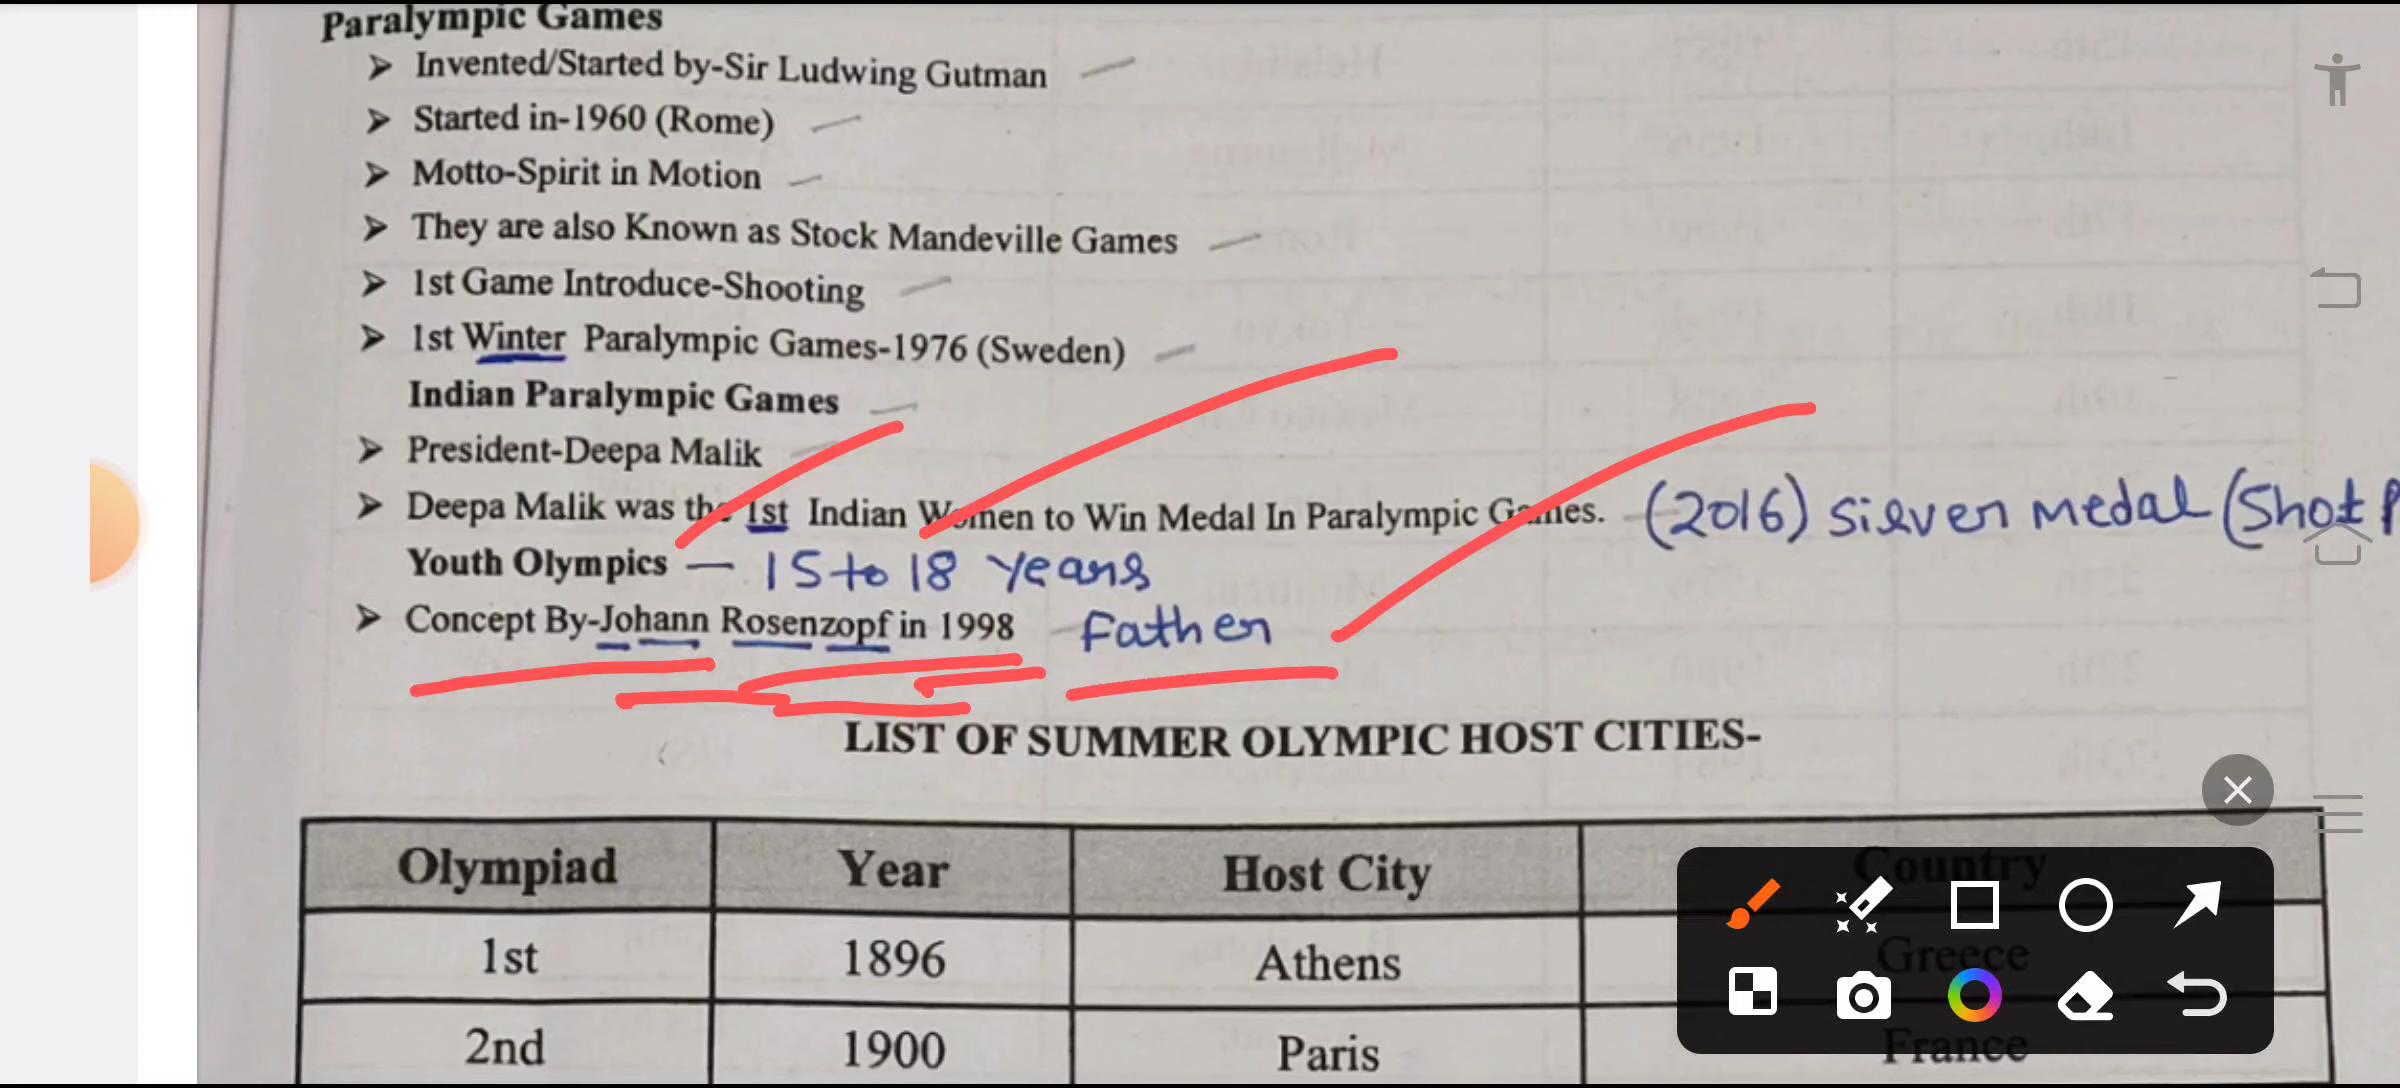 Paralympic Games
➤ Invented/Started by-Sir Ludwing Gutman
➤ Started in-1960 (Rome)
➤ Motto-Spirit in Motion
➤ They are also Known as Stock Mandeville Games
➤ 1st Game Introduce-Shooting
➤ 1st Winter Paralympic Games-1976 (Sweden)
Indian Paralympic Games
➤ President-Deepa Malik
➤ Deepa Malik was the 1st Indian Women to Win Medal In Paralympic Games. (2016) Silver medal (Shot P
Youth Olympics — 15 to 18 Years
➤ Concept By-Johann Rosenzopf in 1998 Father
LIST OF SUMMER OLYMPIC HOST CITIES-
Olympiad Year Host City Country
1st 1896 Athens Greece
2nd 1900 Paris France